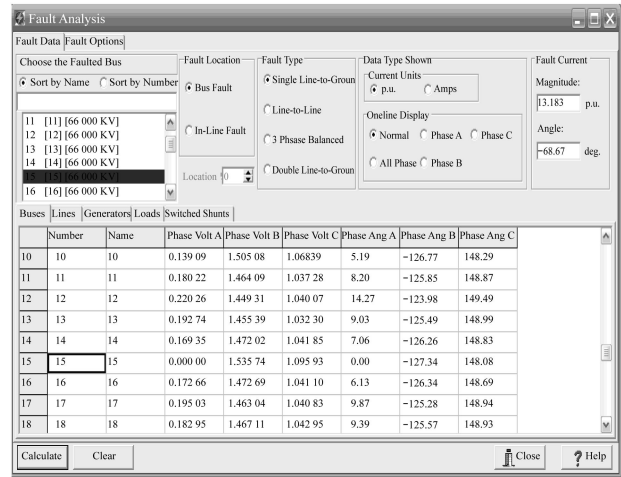 Fault Analysis
Fault Data Fault Options
Choose the Faulted Bus
Sort by Name Sort by Number
11 [11] [66 000 KV]
12 [12] [66 000 KV]
13 [13] [66 000 KV]
14 [14] [66 000 KV]
15 [15] [66 000 KV]
16 [16] [66 000 KV]
Fault Location
Bus Fault
In-Line Fault
Location % 0
Fault Type
Single Line-to-Groun
Line-to-Line
3 Phasse Balanced
Double Line-to-Groun
Data Type Shown
Current Units
p.u. Amps
Oneline Display
Normal Phase A Phase C
All Phase Phase B
Fault Current
Magnitude:
13.183 p.u.
Angle:
−68.67 deg.
Buses Lines Generators Loads Switched Shunts
Number Name Phase Volt A Phase Volt B Phase Volt C Phase Ang A Phase Ang B Phase Ang C
10 10 10 0.139 09 1.505 08 1.06839 5.19 −126.77 148.29
11 11 11 0.180 22 1.464 09 1.037 28 8.20 −125.85 148.87
12 12 12 0.220 26 1.449 31 1.040 07 14.27 −123.98 149.49
13 13 13 0.192 74 1.455 39 1.032 30 9.03 −125.49 148.99
14 14 14 0.169 35 1.472 02 1.041 85 7.06 −126.26 148.83
15 15 15 0.000 00 1.535 74 1.095 93 0.00 −127.34 148.08
16 16 16 0.172 66 1.472 69 1.041 10 6.13 −126.34 148.69
17 17 17 0.195 03 1.463 04 1.040 83 9.87 −125.28 148.94
18 18 18 0.182 95 1.467 11 1.042 95 9.39 −125.57 148.93
Calculate Clear Close ? Help